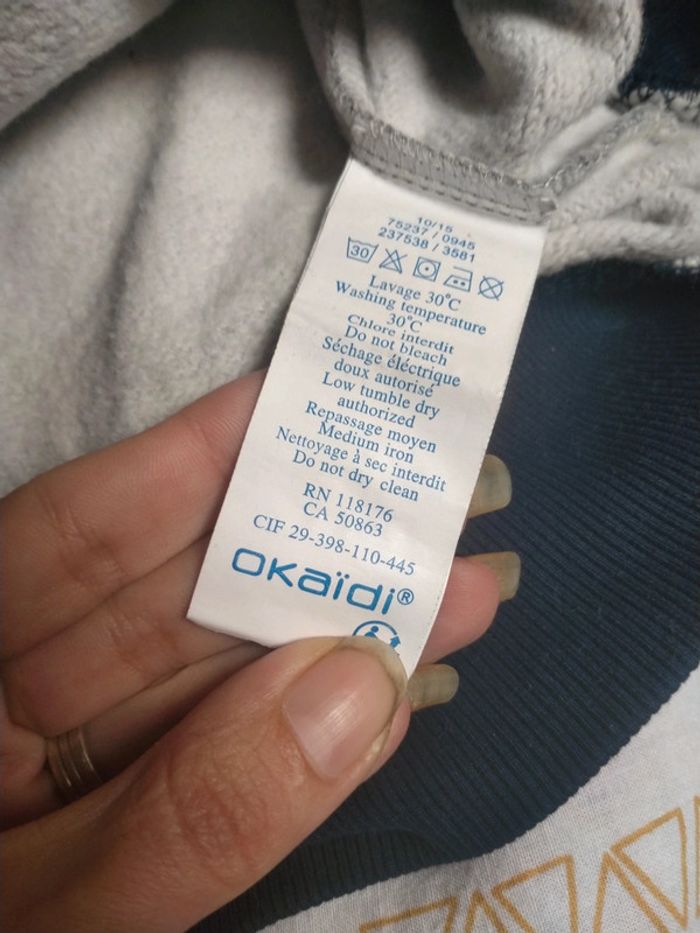 10/15
75237 / 0945
237538 / 3581
30
Lavage 30°C
Washing temperature
30°C
Chlore interdit
Do not bleach
Séchage éléctrique
doux autorisé
Low tumble dry
authorized
Repassage moyen
Medium iron
Nettoyage à sec interdit
Do not dry clean
RN 118176
CA 50863
CIF 29-398-110-445
OKaïdi®